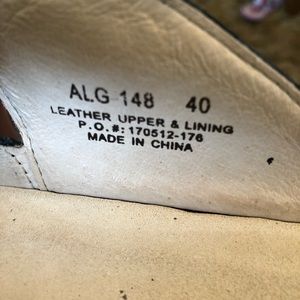 ALG-148 40
LEATHER UPPER & LINING
P.O.#: 170512-176
MADE IN CHINA